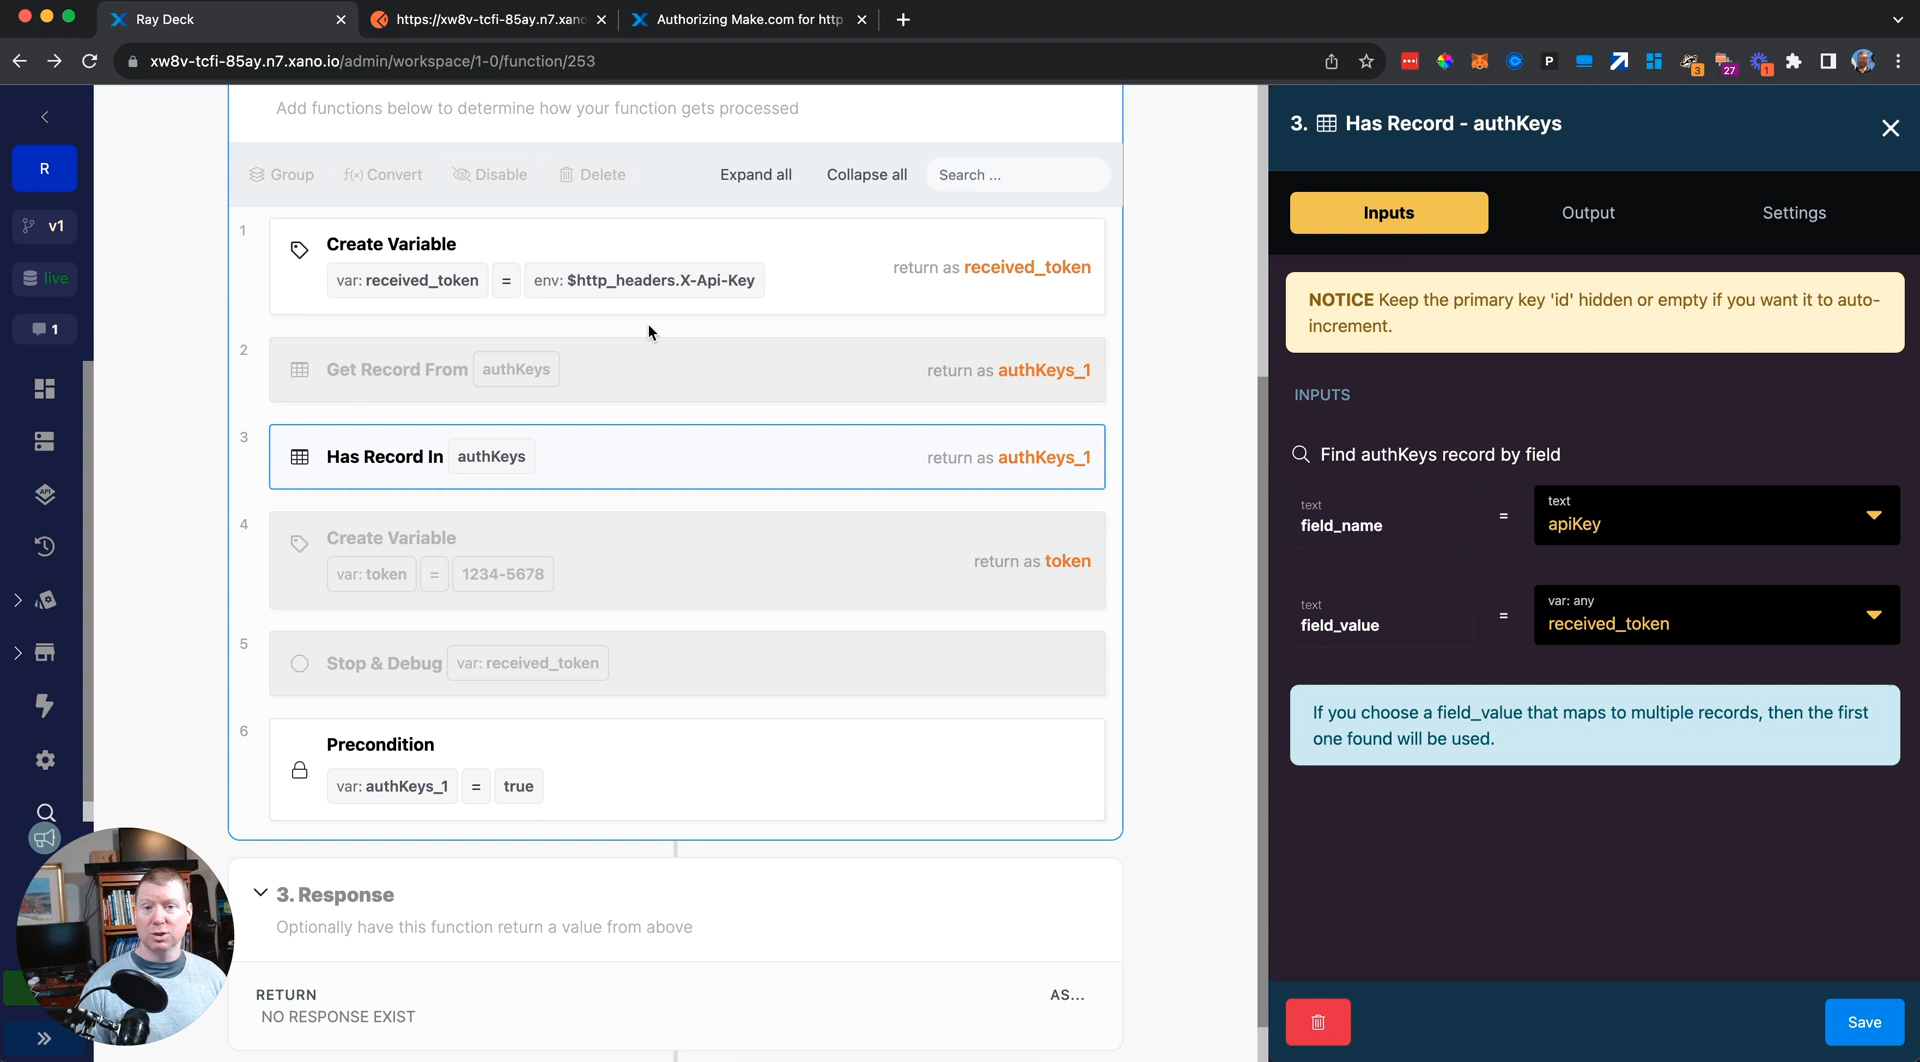 Ray Deck
https://xw8v-tcfi-85ay.n7.xano
Authorizing Make.com for http
xw8v-tcfi-85ay.n7.xano.io/admin/workspace/1-0/function/253
P
3
27
1
R
v1
live
1
API
Add functions below to determine how your function gets processed
Group
f(x) Convert
Disable
Delete
Expand all
Collapse all
Search ...
1
Create Variable
var: received_token = env: $http_headers.X-Api-Key
return as received_token
2
Get Record From authKeys
return as authKeys_1
3
Has Record In authKeys
return as authKeys_1
4
Create Variable
var: token = 1234-5678
return as token
5
Stop & Debug var: received_token
6
Precondition
var: authKeys_1 = true
3. Response
Optionally have this function return a value from above
RETURN
AS...
NO RESPONSE EXIST
3. Has Record - authKeys
Inputs
Output
Settings
NOTICE Keep the primary key 'id' hidden or empty if you want it to auto-
increment.
INPUTS
Find authKeys record by field
text
field_name
=
text
apiKey
text
field_value
=
var: any
received_token
If you choose a field_value that maps to multiple records, then the first
one found will be used.
Save